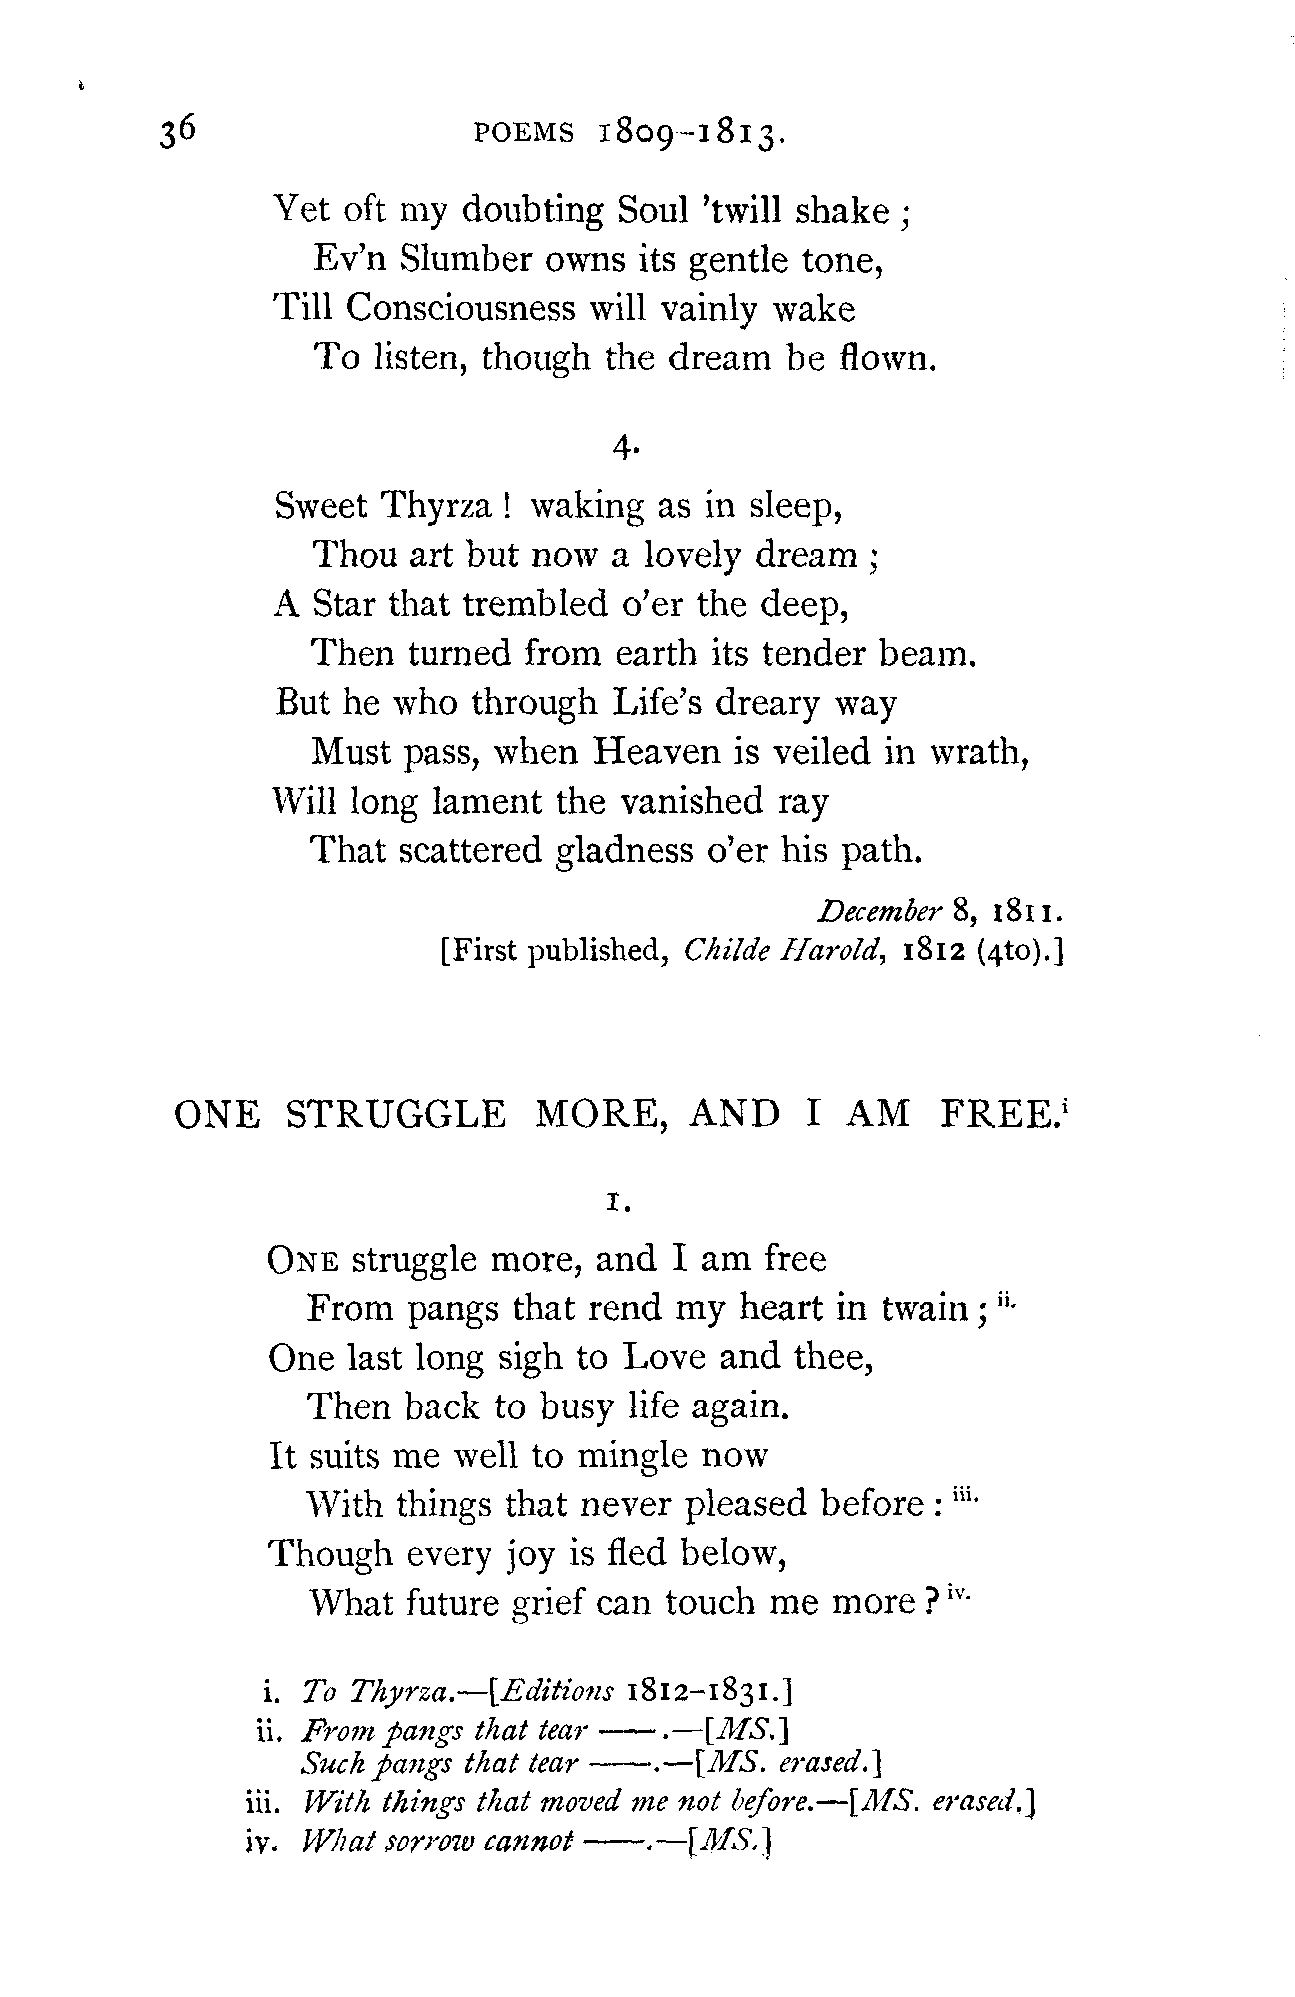 36 POEMS 1809–1813.
Yet oft my doubting Soul 'twill shake ;
Ev'n Slumber owns its gentle tone,
Till Consciousness will vainly wake
To listen, though the dream be flown.
4.
Sweet Thyrza ! waking as in sleep,
Thou art but now a lovely dream ;
A Star that trembled o'er the deep,
Then turned from earth its tender beam.
But he who through Life's dreary way
Must pass, when Heaven is veiled in wrath,
Will long lament the vanished ray
That scattered gladness o'er his path.
December 8, 1811.
[First published, Childe Harold, 1812 (4to).]
ONE STRUGGLE MORE, AND I AM FREE.i
1.
ONE struggle more, and I am free
From pangs that rend my heart in twain ; ii.
One last long sigh to Love and thee,
Then back to busy life again.
It suits me well to mingle now
With things that never pleased before : iii.
Though every joy is fled below,
What future grief can touch me more ? iv.
i. To Thyrza.—[Editions 1812–1831.]
ii. From pangs that tear —— .—[MS.]
Such pangs that tear ——.—[MS. erased.]
iii. With things that moved me not before.—[MS. erased.]
iv. What sorrow cannot ——.—[MS.]